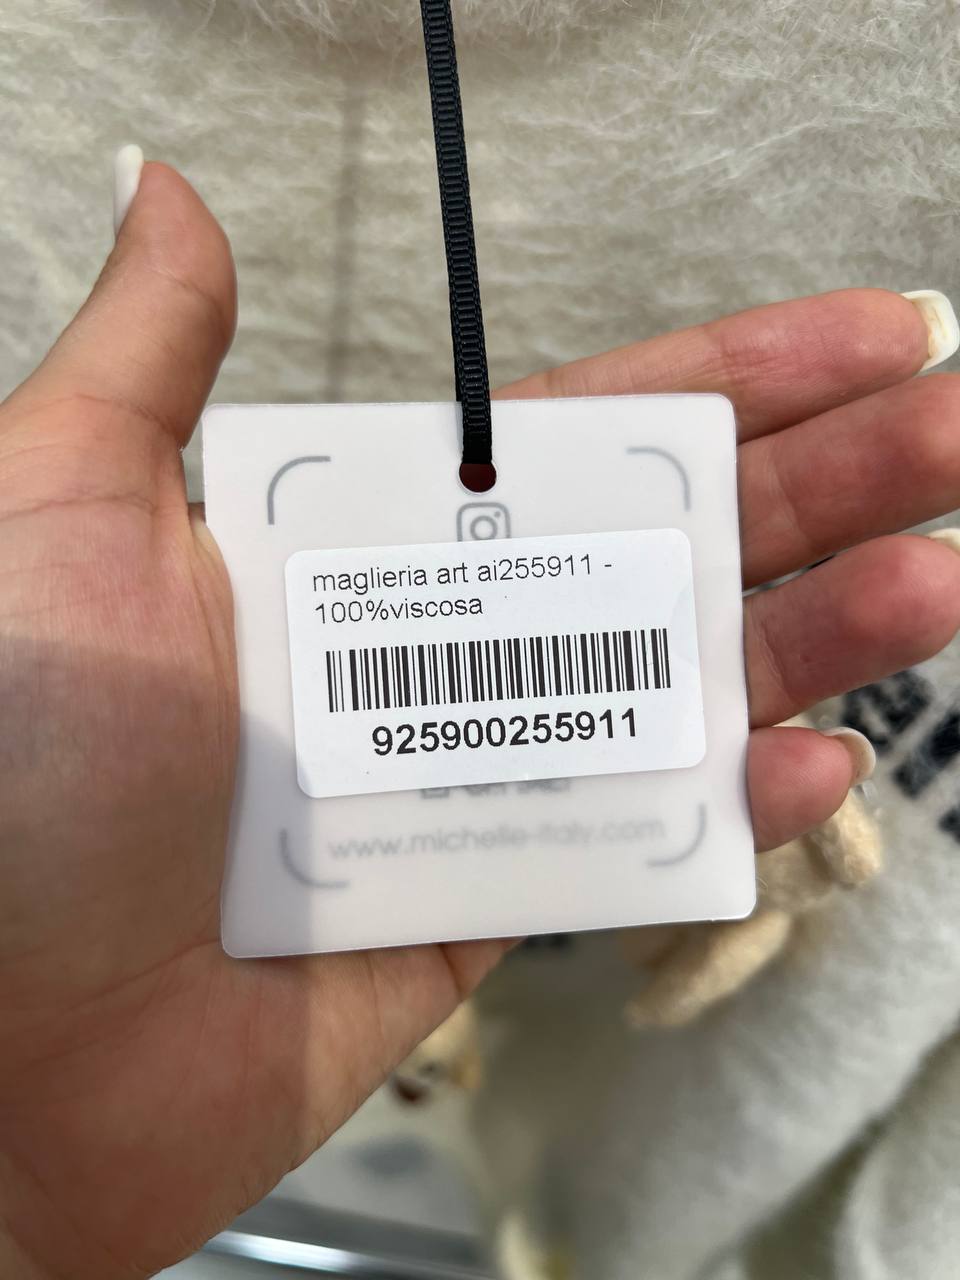 maglieria art ai255911 -
100%viscosa
925900255911
www.michelle-italy.com